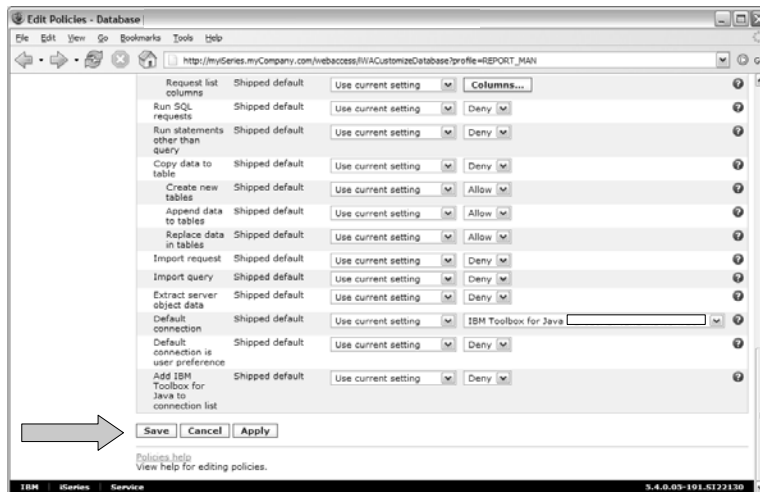 Edit Policies - Database
File Edit View Go Bookmarks Tools Help
http://myiSeries.myCompany.com/webaccess/iWACustomizeDatabase?profile=REPORT_MAN
Request list columns Shipped default Use current setting Columns...
Run SQL requests Shipped default Use current setting Deny
Run statements other than query Shipped default Use current setting Deny
Copy data to table Shipped default Use current setting Deny
Create new tables Shipped default Use current setting Allow
Append data to tables Shipped default Use current setting Allow
Replace data in tables Shipped default Use current setting Allow
Import request Shipped default Use current setting Deny
Import query Shipped default Use current setting Deny
Extract server object data Shipped default Use current setting Deny
Default connection Shipped default Use current setting IBM Toolbox for Java
Default connection is user preference Shipped default Use current setting Deny
Add IBM Toolbox for Java to connection list Shipped default Use current setting Deny
Save Cancel Apply
Policies help
View help for editing policies.
IBM iSeries Service 5.4.0.05-191.SI22130